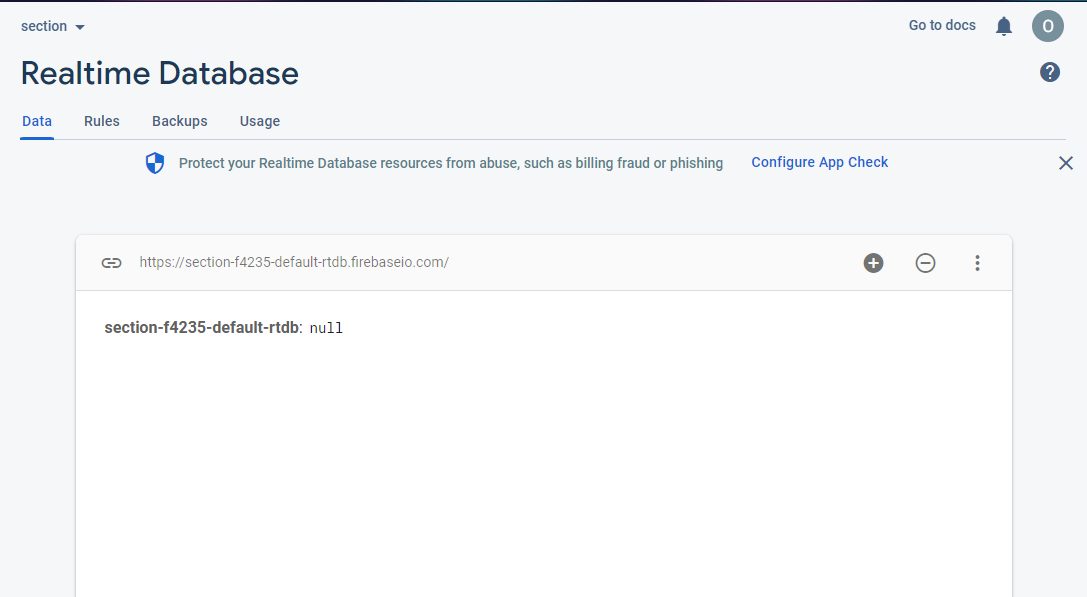 section
Go to docs
O
Realtime Database
?
Data Rules Backups Usage
Protect your Realtime Database resources from abuse, such as billing fraud or phishing Configure App Check
https://section-f4235-default-rtdb.firebaseio.com/
section-f4235-default-rtdb: null